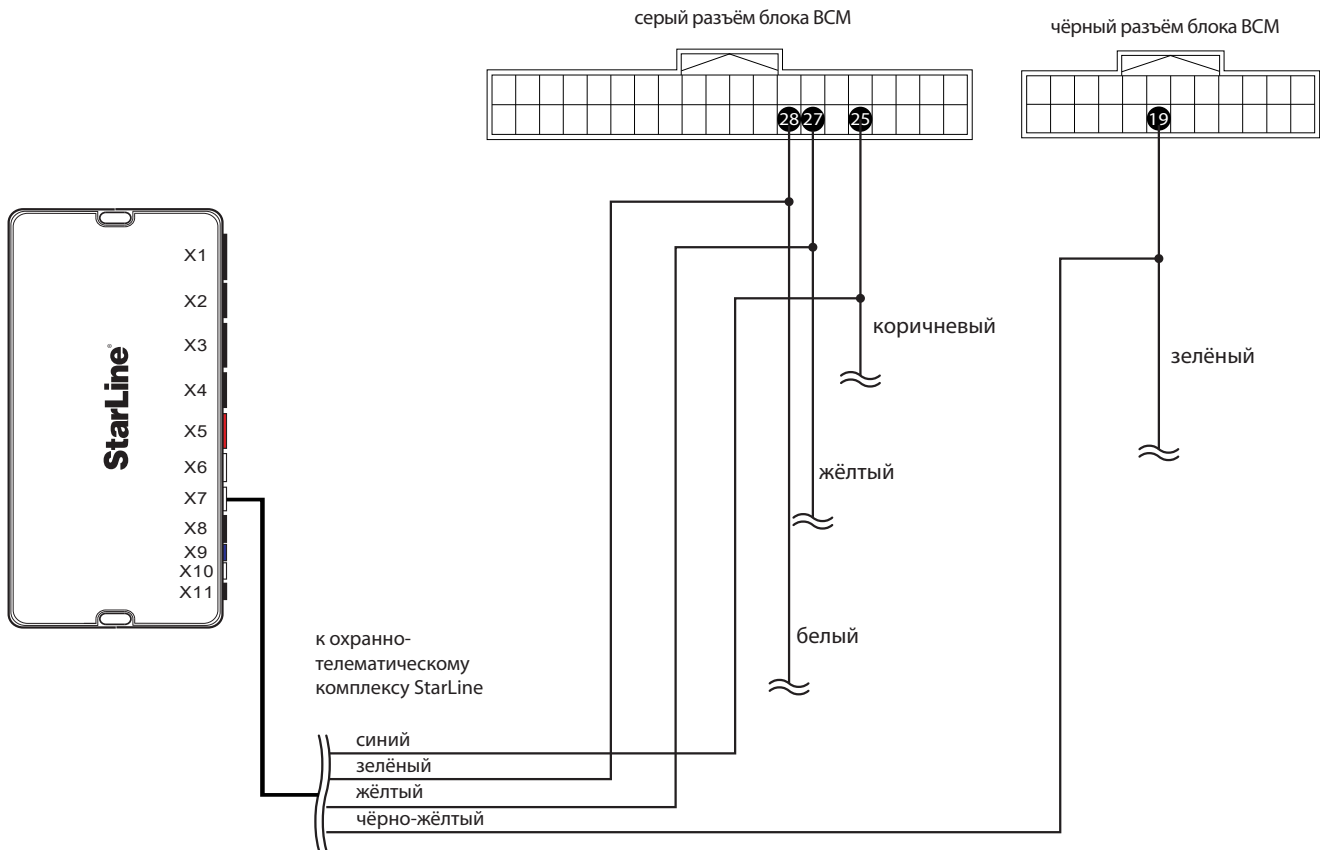 серый разъём блока BCM
чёрный разъём блока BCM
28
27
25
19
X1
X2
X3
X4
X5
X6
X7
X8
X9
X10
X11
StarLine®
коричневый
зелёный
жёлтый
белый
к охранно-
телематическому
комплексу StarLine
синий
зелёный
жёлтый
чёрно-жёлтый